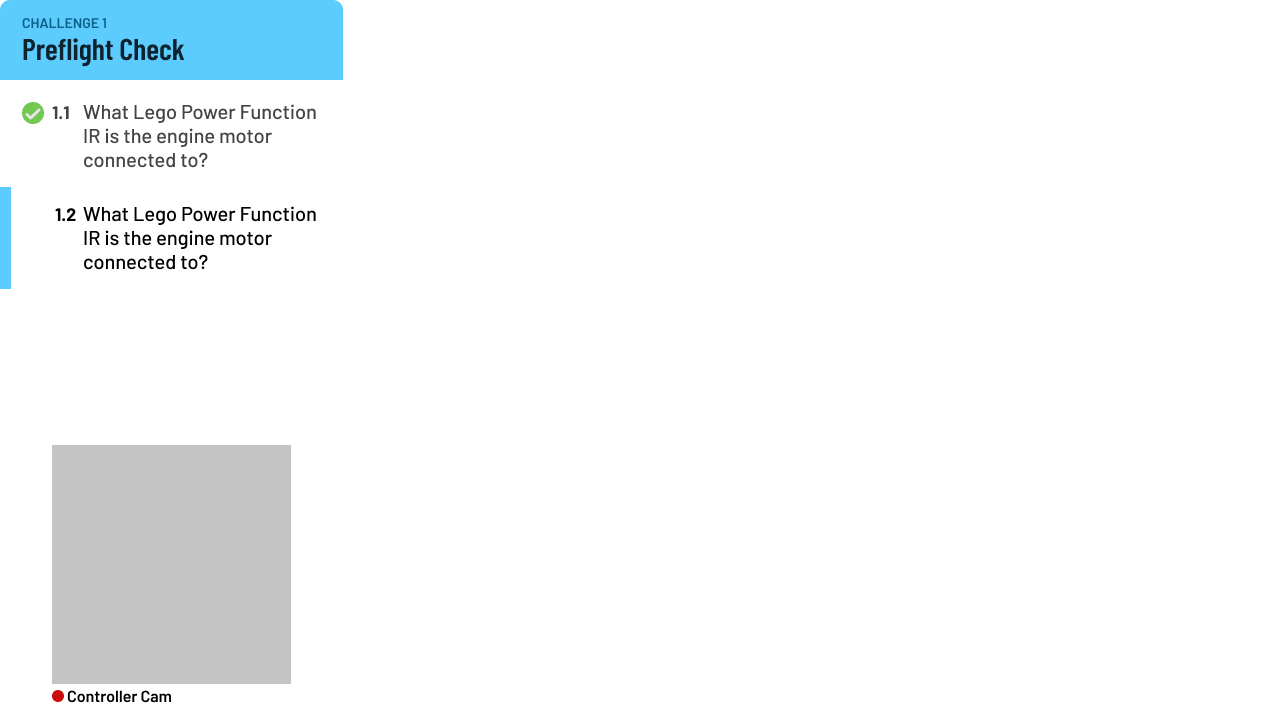 CHALLENGE 1
Preflight Check
1.1 What Lego Power Function
IR is the engine motor
connected to?
1.2 What Lego Power Function
IR is the engine motor
connected to?
Controller Cam